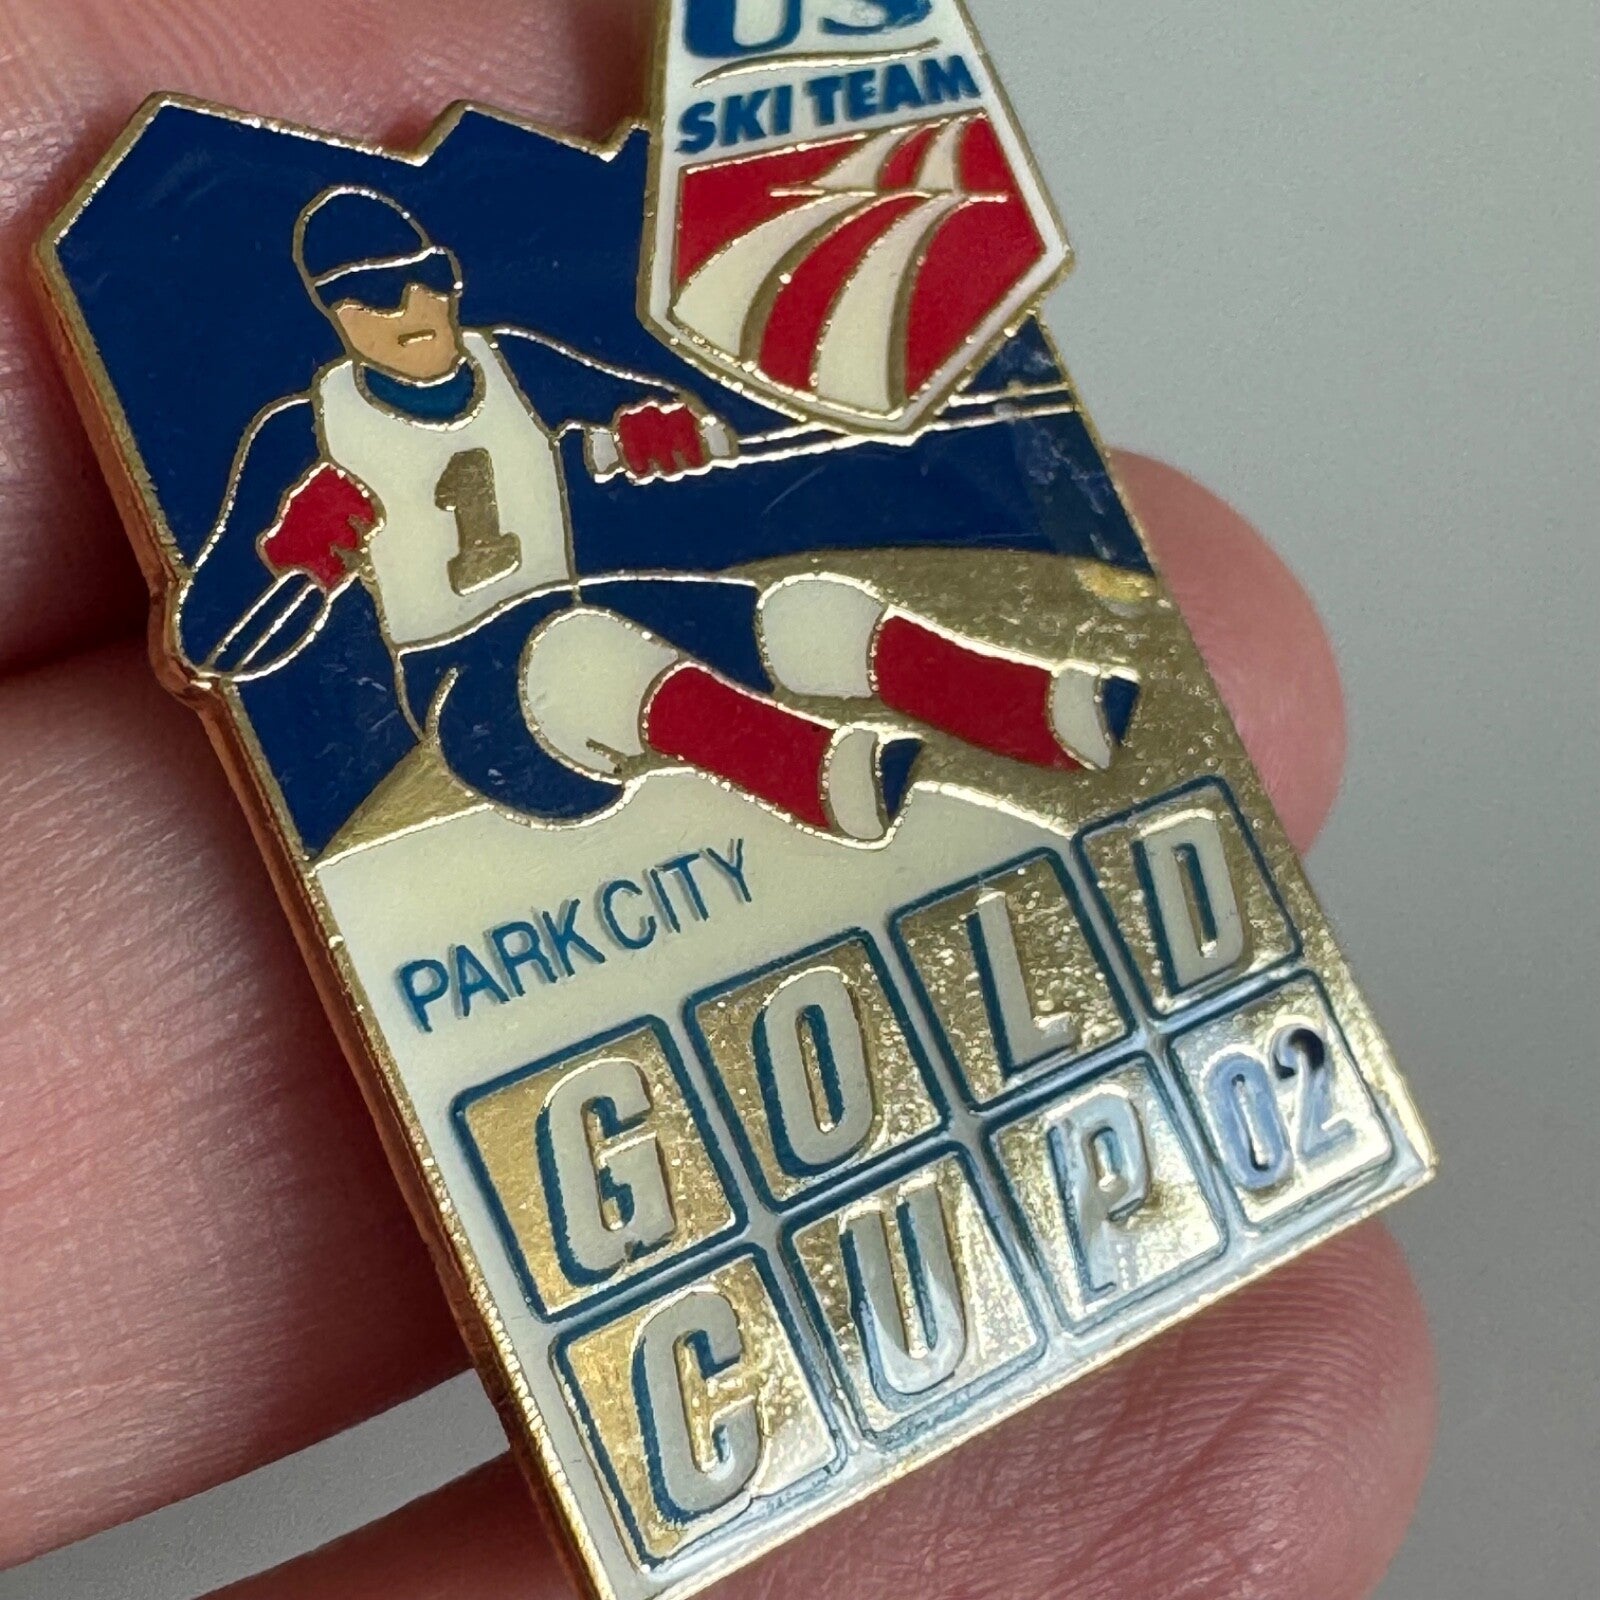 US
SKI TEAM
1
PARK CITY
GOLD
CUP 02